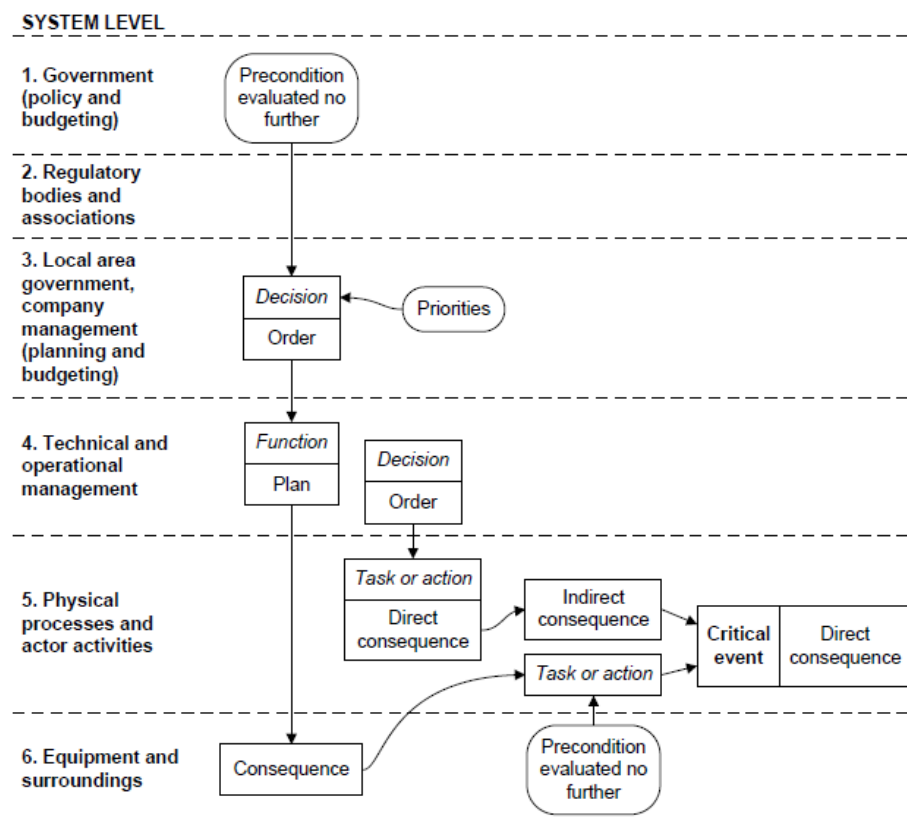 SYSTEM LEVEL
1. Government
(policy and
budgeting)
Precondition
evaluated no
further
2. Regulatory
bodies and
associations
3. Local area
government,
company
management
(planning and
budgeting)
Decision
Order
Priorities
4. Technical and
operational
management
Function
Plan
Decision
Order
5. Physical
processes and
actor activities
Task or action
Direct
consequence
Indirect
consequence
Task or action
Critical
event
Direct
consequence
6. Equipment and
surroundings
Consequence
Precondition
evaluated no
further